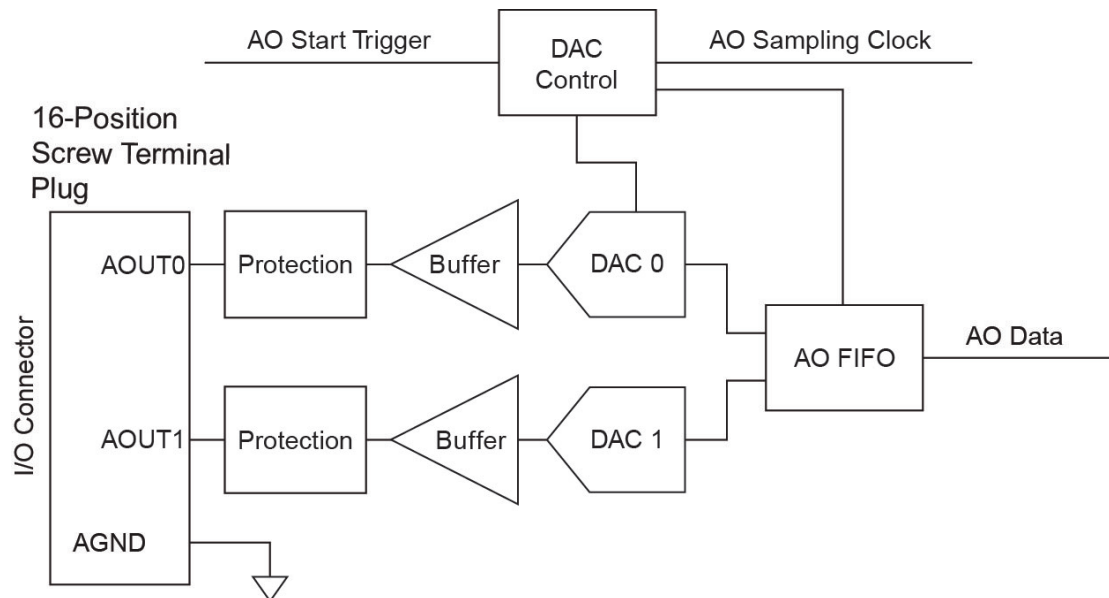 AO Start Trigger
DAC
Control
AO Sampling Clock
16-Position
Screw Terminal
Plug
I/O Connector
AOUT0
Protection
Buffer
DAC 0
AO FIFO
AO Data
AOUT1
Protection
Buffer
DAC 1
AGND